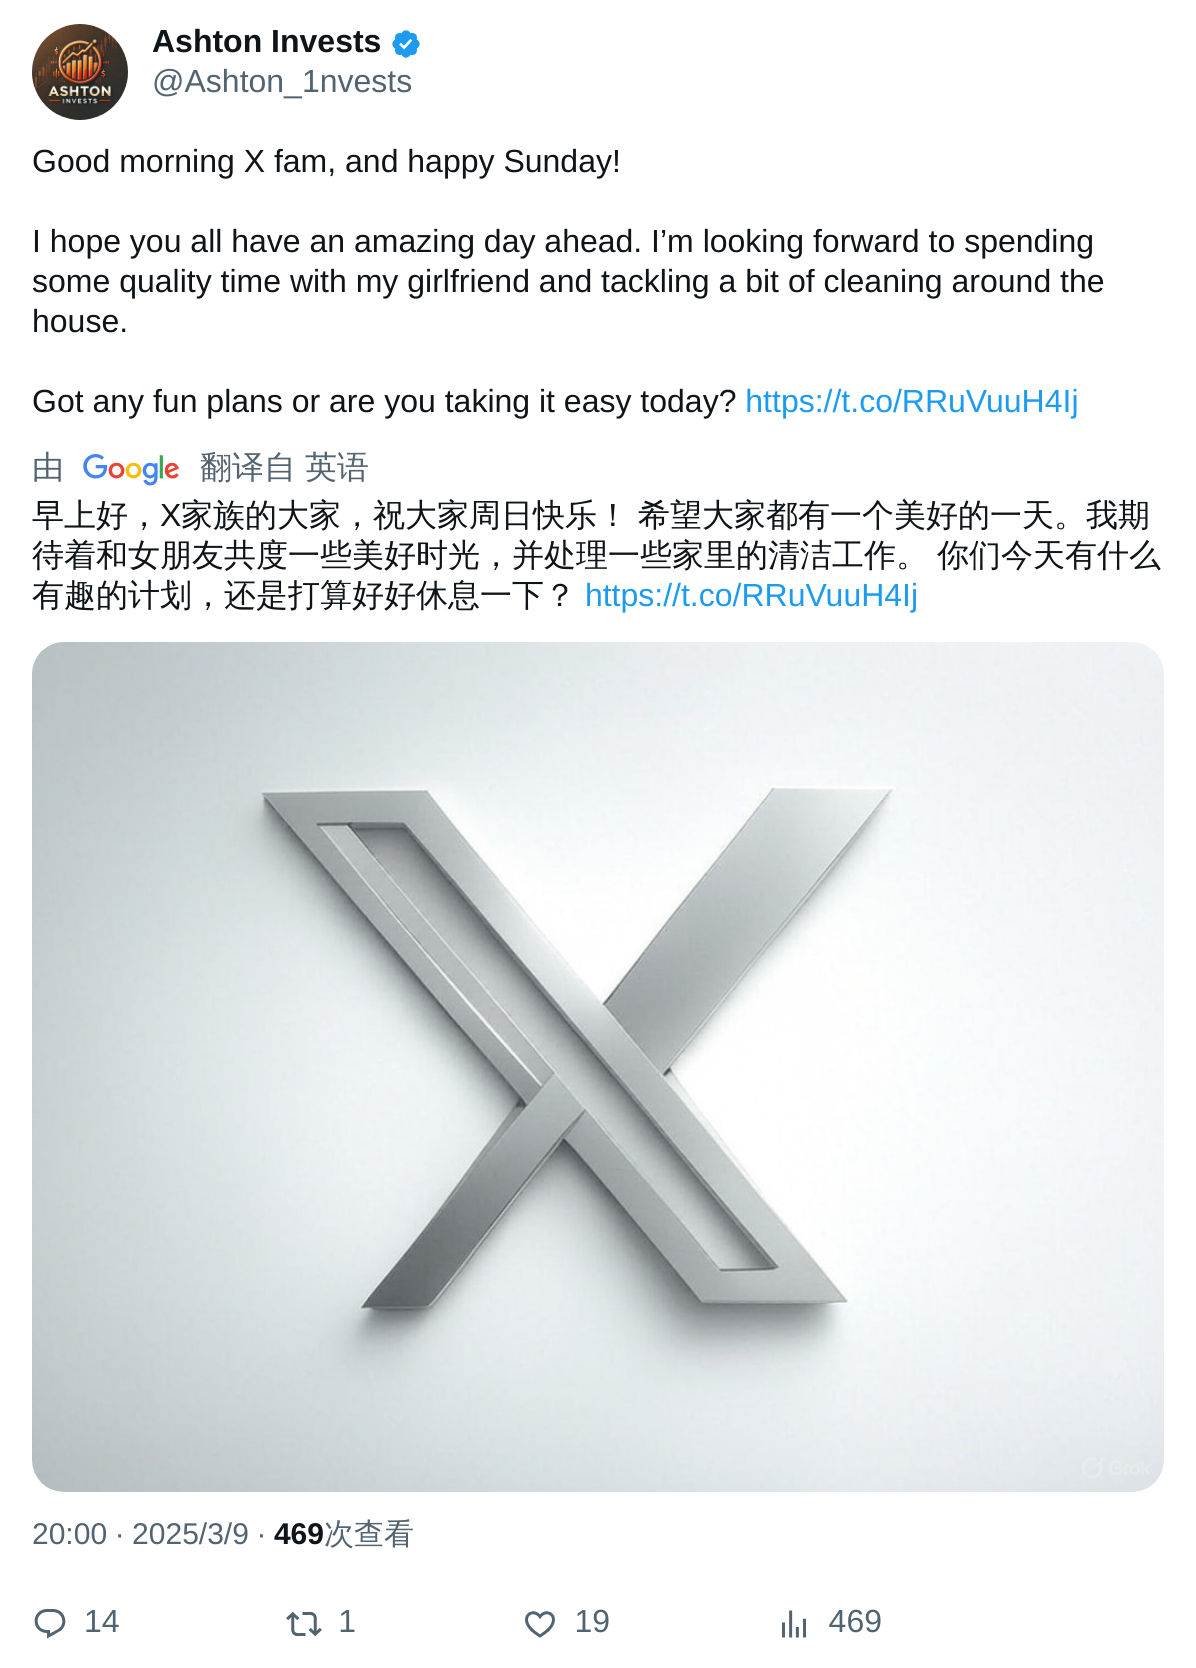 Ashton Invests
@Ashton_1nvests
ASHTON
INVESTS
Good morning X fam, and happy Sunday!
I hope you all have an amazing day ahead. I’m looking forward to spending
some quality time with my girlfriend and tackling a bit of cleaning around the
house.
Got any fun plans or are you taking it easy today? https://t.co/RRuVuuH4Ij
由 Google 翻译自 英语
早上好，X家族的大家，祝大家周日快乐！ 希望大家都有一个美好的一天。我期
待着和女朋友共度一些美好时光，并处理一些家里的清洁工作。 你们今天有什么
有趣的计划，还是打算好好休息一下？ https://t.co/RRuVuuH4Ij
X
Grok
20:00 · 2025/3/9 · 469次查看
14 1 19 469